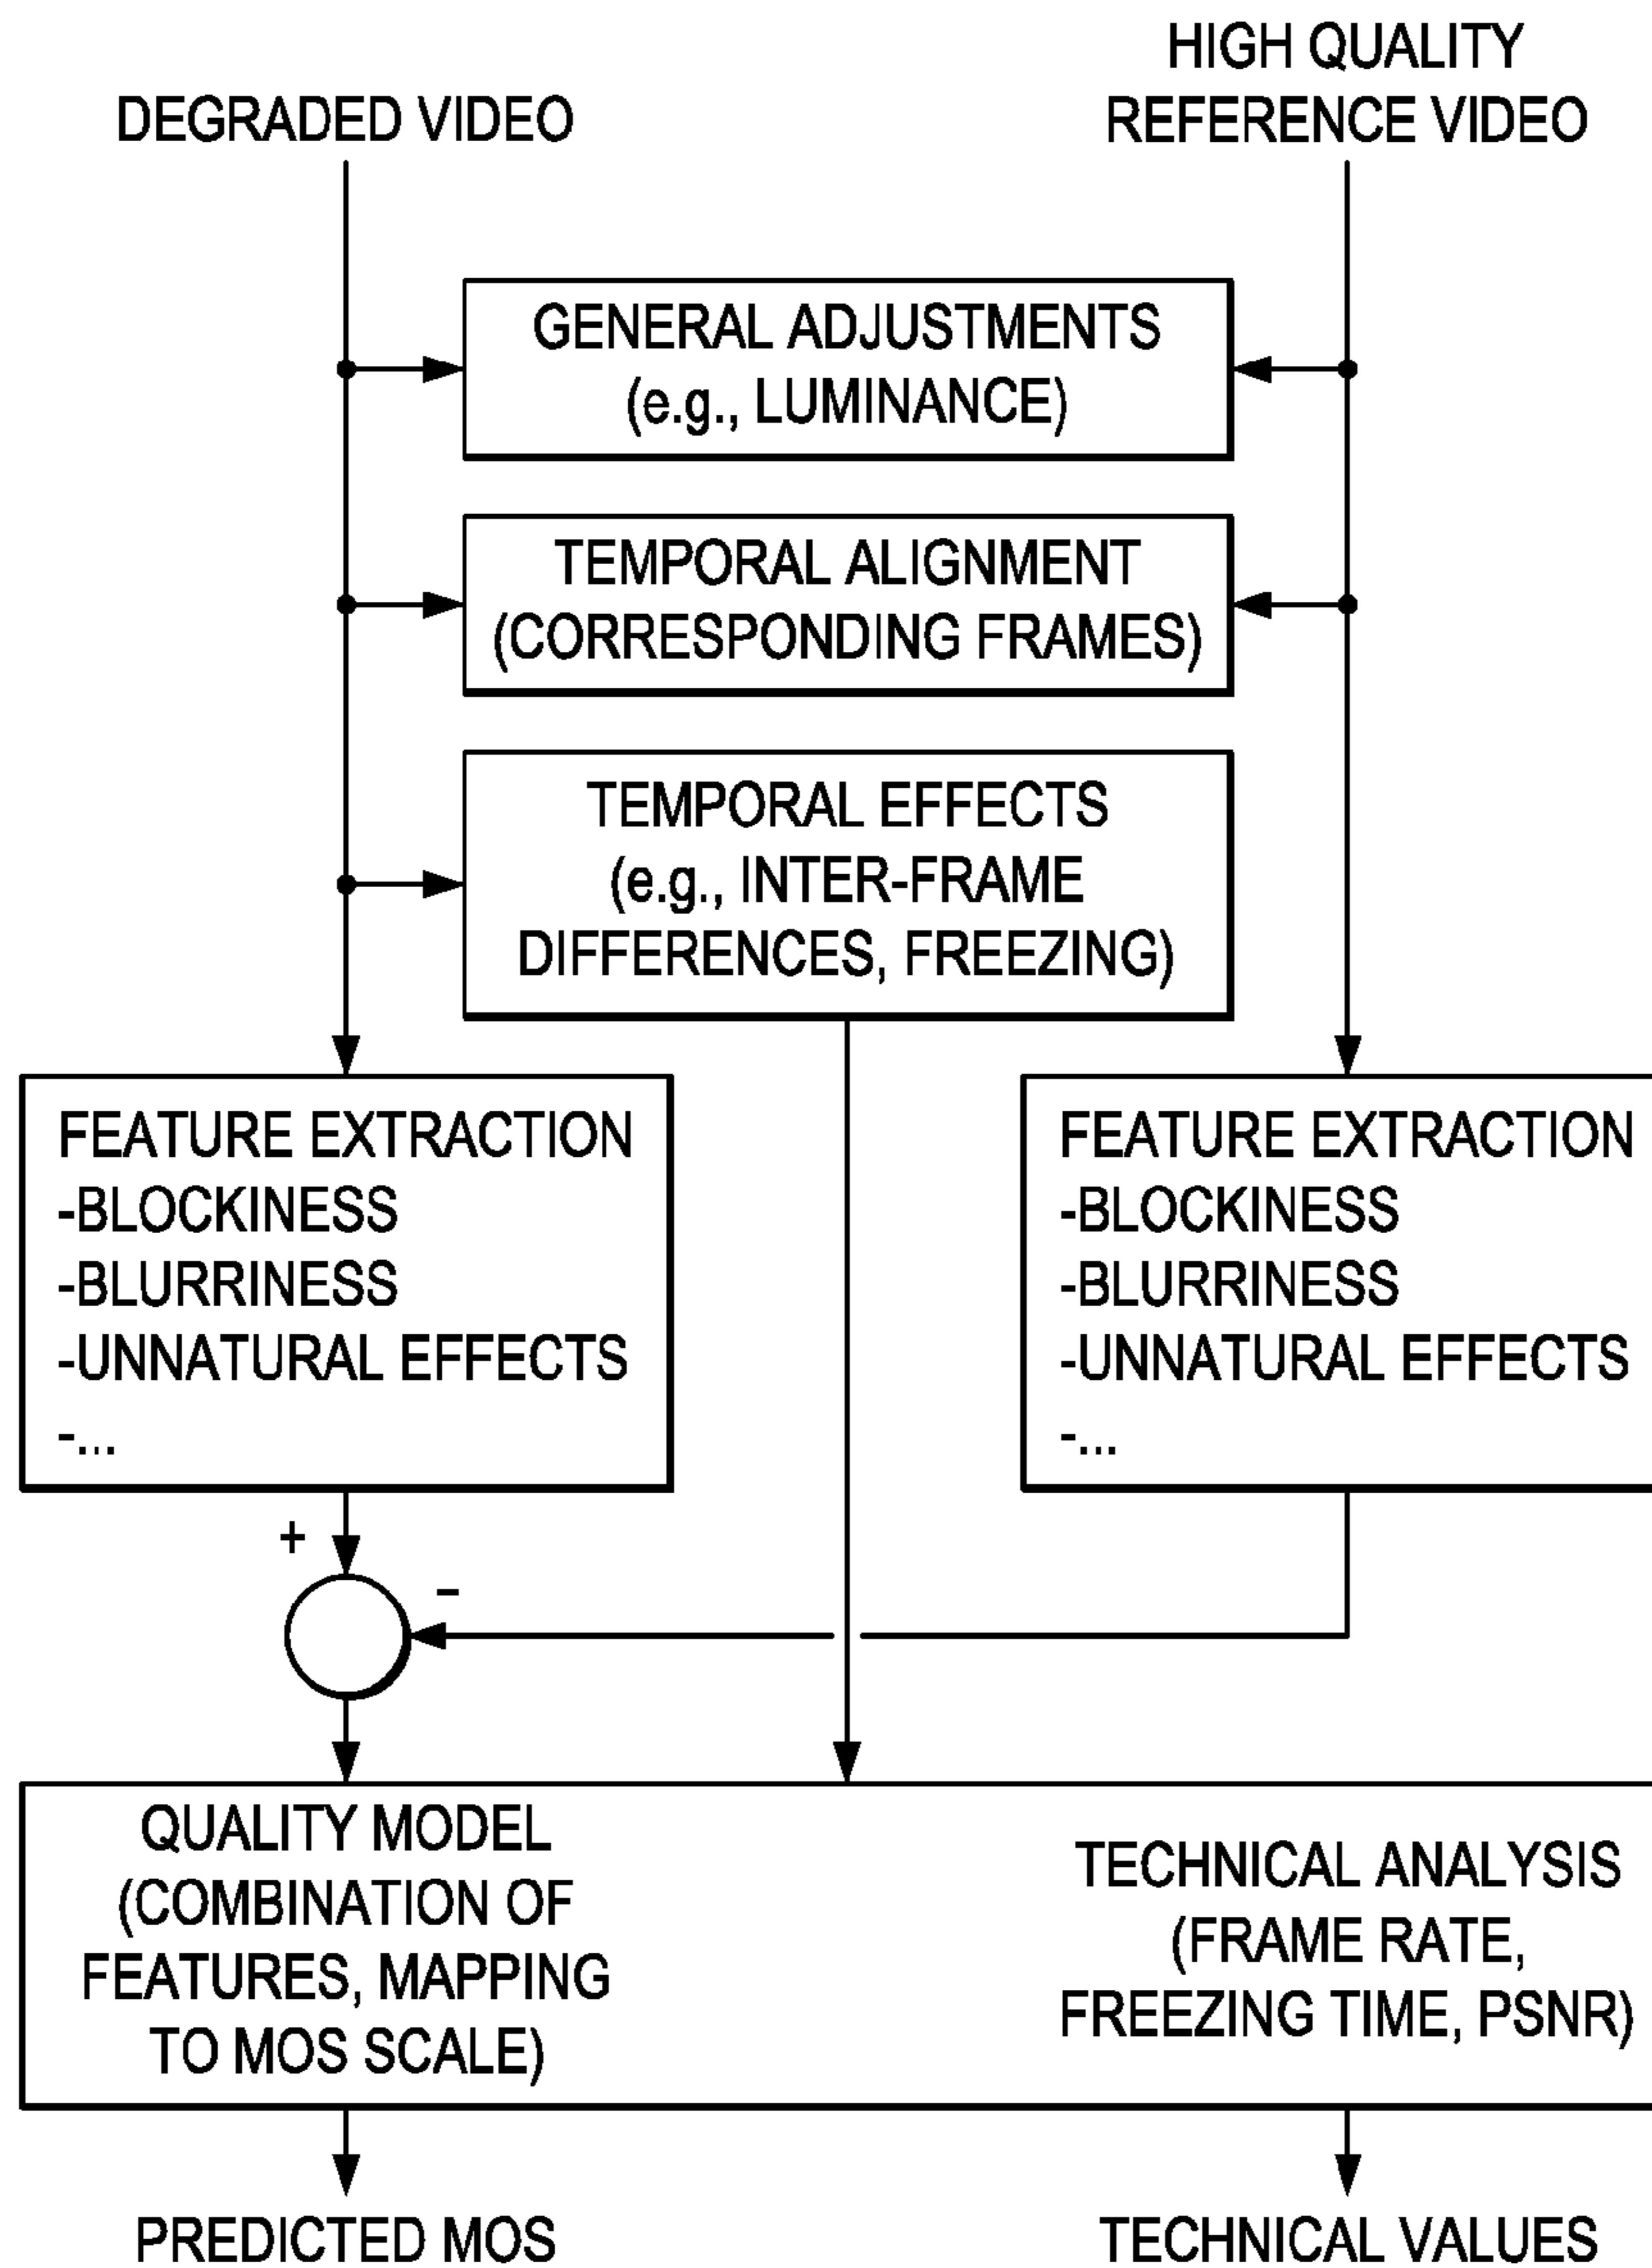 DEGRADED VIDEO
HIGH QUALITY
REFERENCE VIDEO
GENERAL ADJUSTMENTS
(e.g., LUMINANCE)
TEMPORAL ALIGNMENT
(CORRESPONDING FRAMES)
TEMPORAL EFFECTS
(e.g., INTER-FRAME
DIFFERENCES, FREEZING)
FEATURE EXTRACTION
-BLOCKINESS
-BLURRINESS
-UNNATURAL EFFECTS
-...
FEATURE EXTRACTION
-BLOCKINESS
-BLURRINESS
-UNNATURAL EFFECTS
-...
+
-
QUALITY MODEL
(COMBINATION OF
FEATURES, MAPPING
TO MOS SCALE)
TECHNICAL ANALYSIS
(FRAME RATE,
FREEZING TIME, PSNR)
PREDICTED MOS
TECHNICAL VALUES